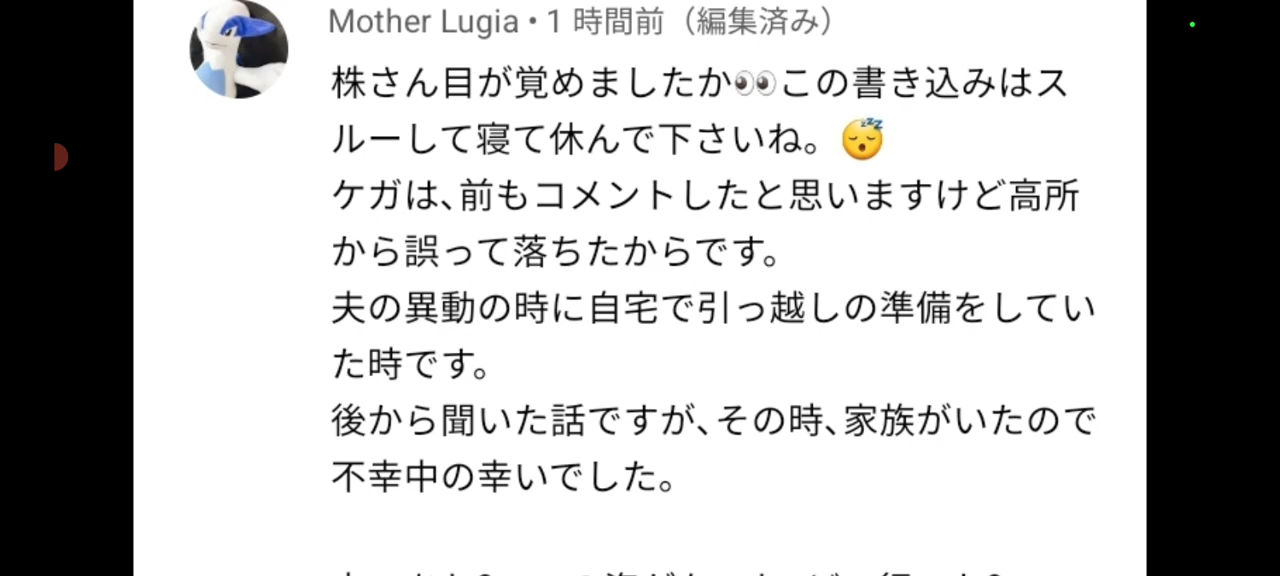 Mother Lugia • 1 時間前（編集済み）
株さん目が覚めましたか👀この書き込みはス
ルーして寝て休んで下さいね。😴
ケガは、前もコメントしたと思いますけど高所
から誤って落ちたからです。
夫の異動の時に自宅で引っ越しの準備をしてい
た時です。
後から聞いた話ですが、その時、家族がいたので
不幸中の幸いでした。